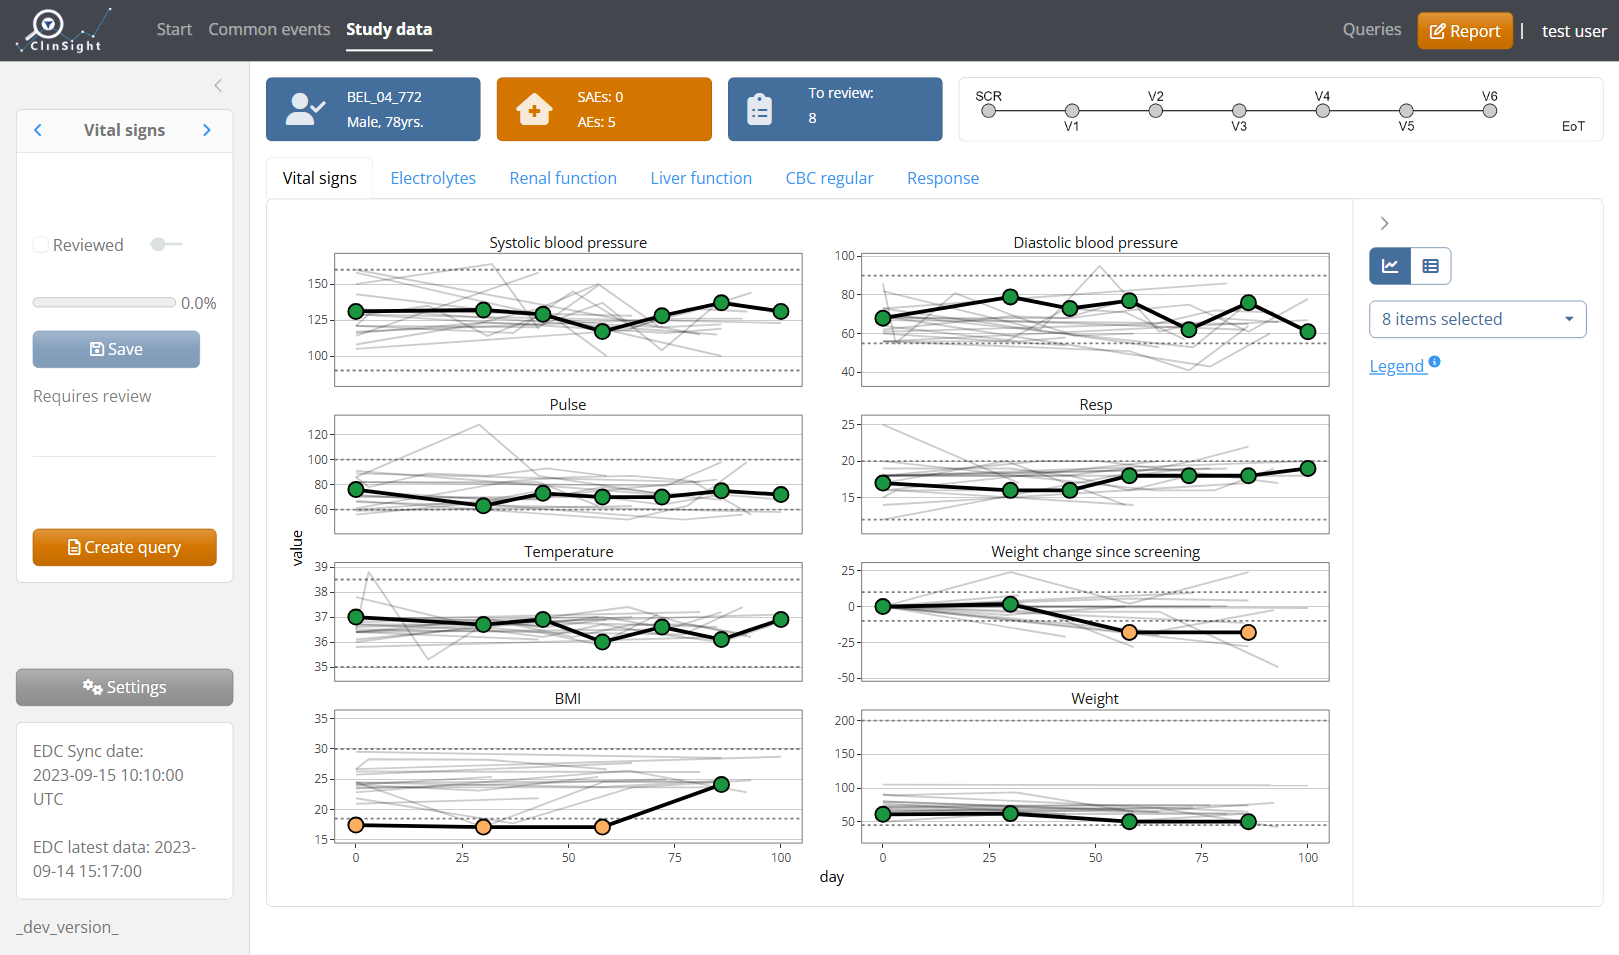 ClinSight
Start
Common events
Study data
Queries
Report
|
test user
Vital signs
Reviewed
0.0%
Save
Requires review
Create query
Settings
EDC Sync date:
2023-09-15 10:10:00
UTC
EDC latest data: 2023-
09-14 15:17:00
_dev_version_
BEL_04_772
Male, 78yrs.
SAEs: 0
AEs: 5
To review:
8
SCR
V1
V2
V3
V4
V5
V6
EoT
Vital signs
Electrolytes
Renal function
Liver function
CBC regular
Response
Systolic blood pressure
150
125
100
Diastolic blood pressure
100
80
60
40
Pulse
120
100
80
60
Resp
25
20
15
value
Temperature
39
38
37
36
35
Weight change since screening
25
0
-25
-50
BMI
35
30
25
20
15
0
25
50
75
100
Weight
200
150
100
50
0
25
50
75
100
day
8 items selected
Legend